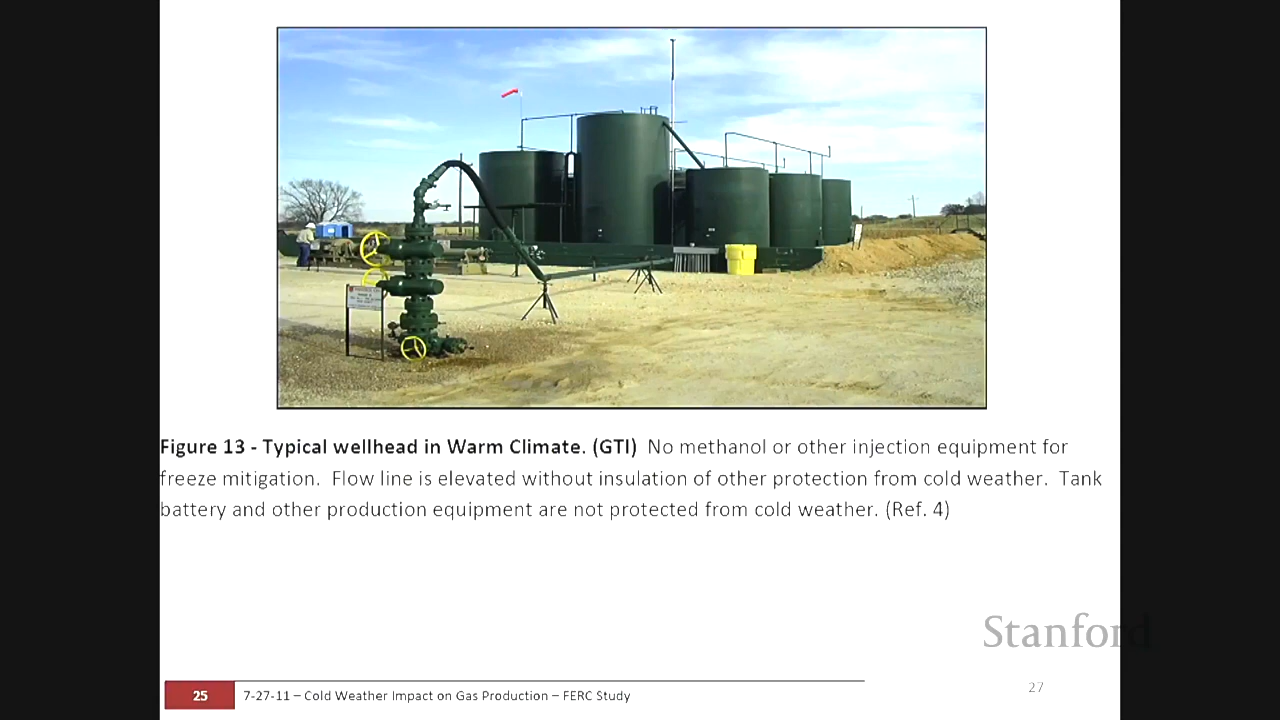 Figure 13 - Typical wellhead in Warm Climate. (GTI) No methanol or other injection equipment for
freeze mitigation. Flow line is elevated without insulation of other protection from cold weather. Tank
battery and other production equipment are not protected from cold weather. (Ref. 4)
Stanford
25 7-27-11 – Cold Weather Impact on Gas Production – FERC Study
27